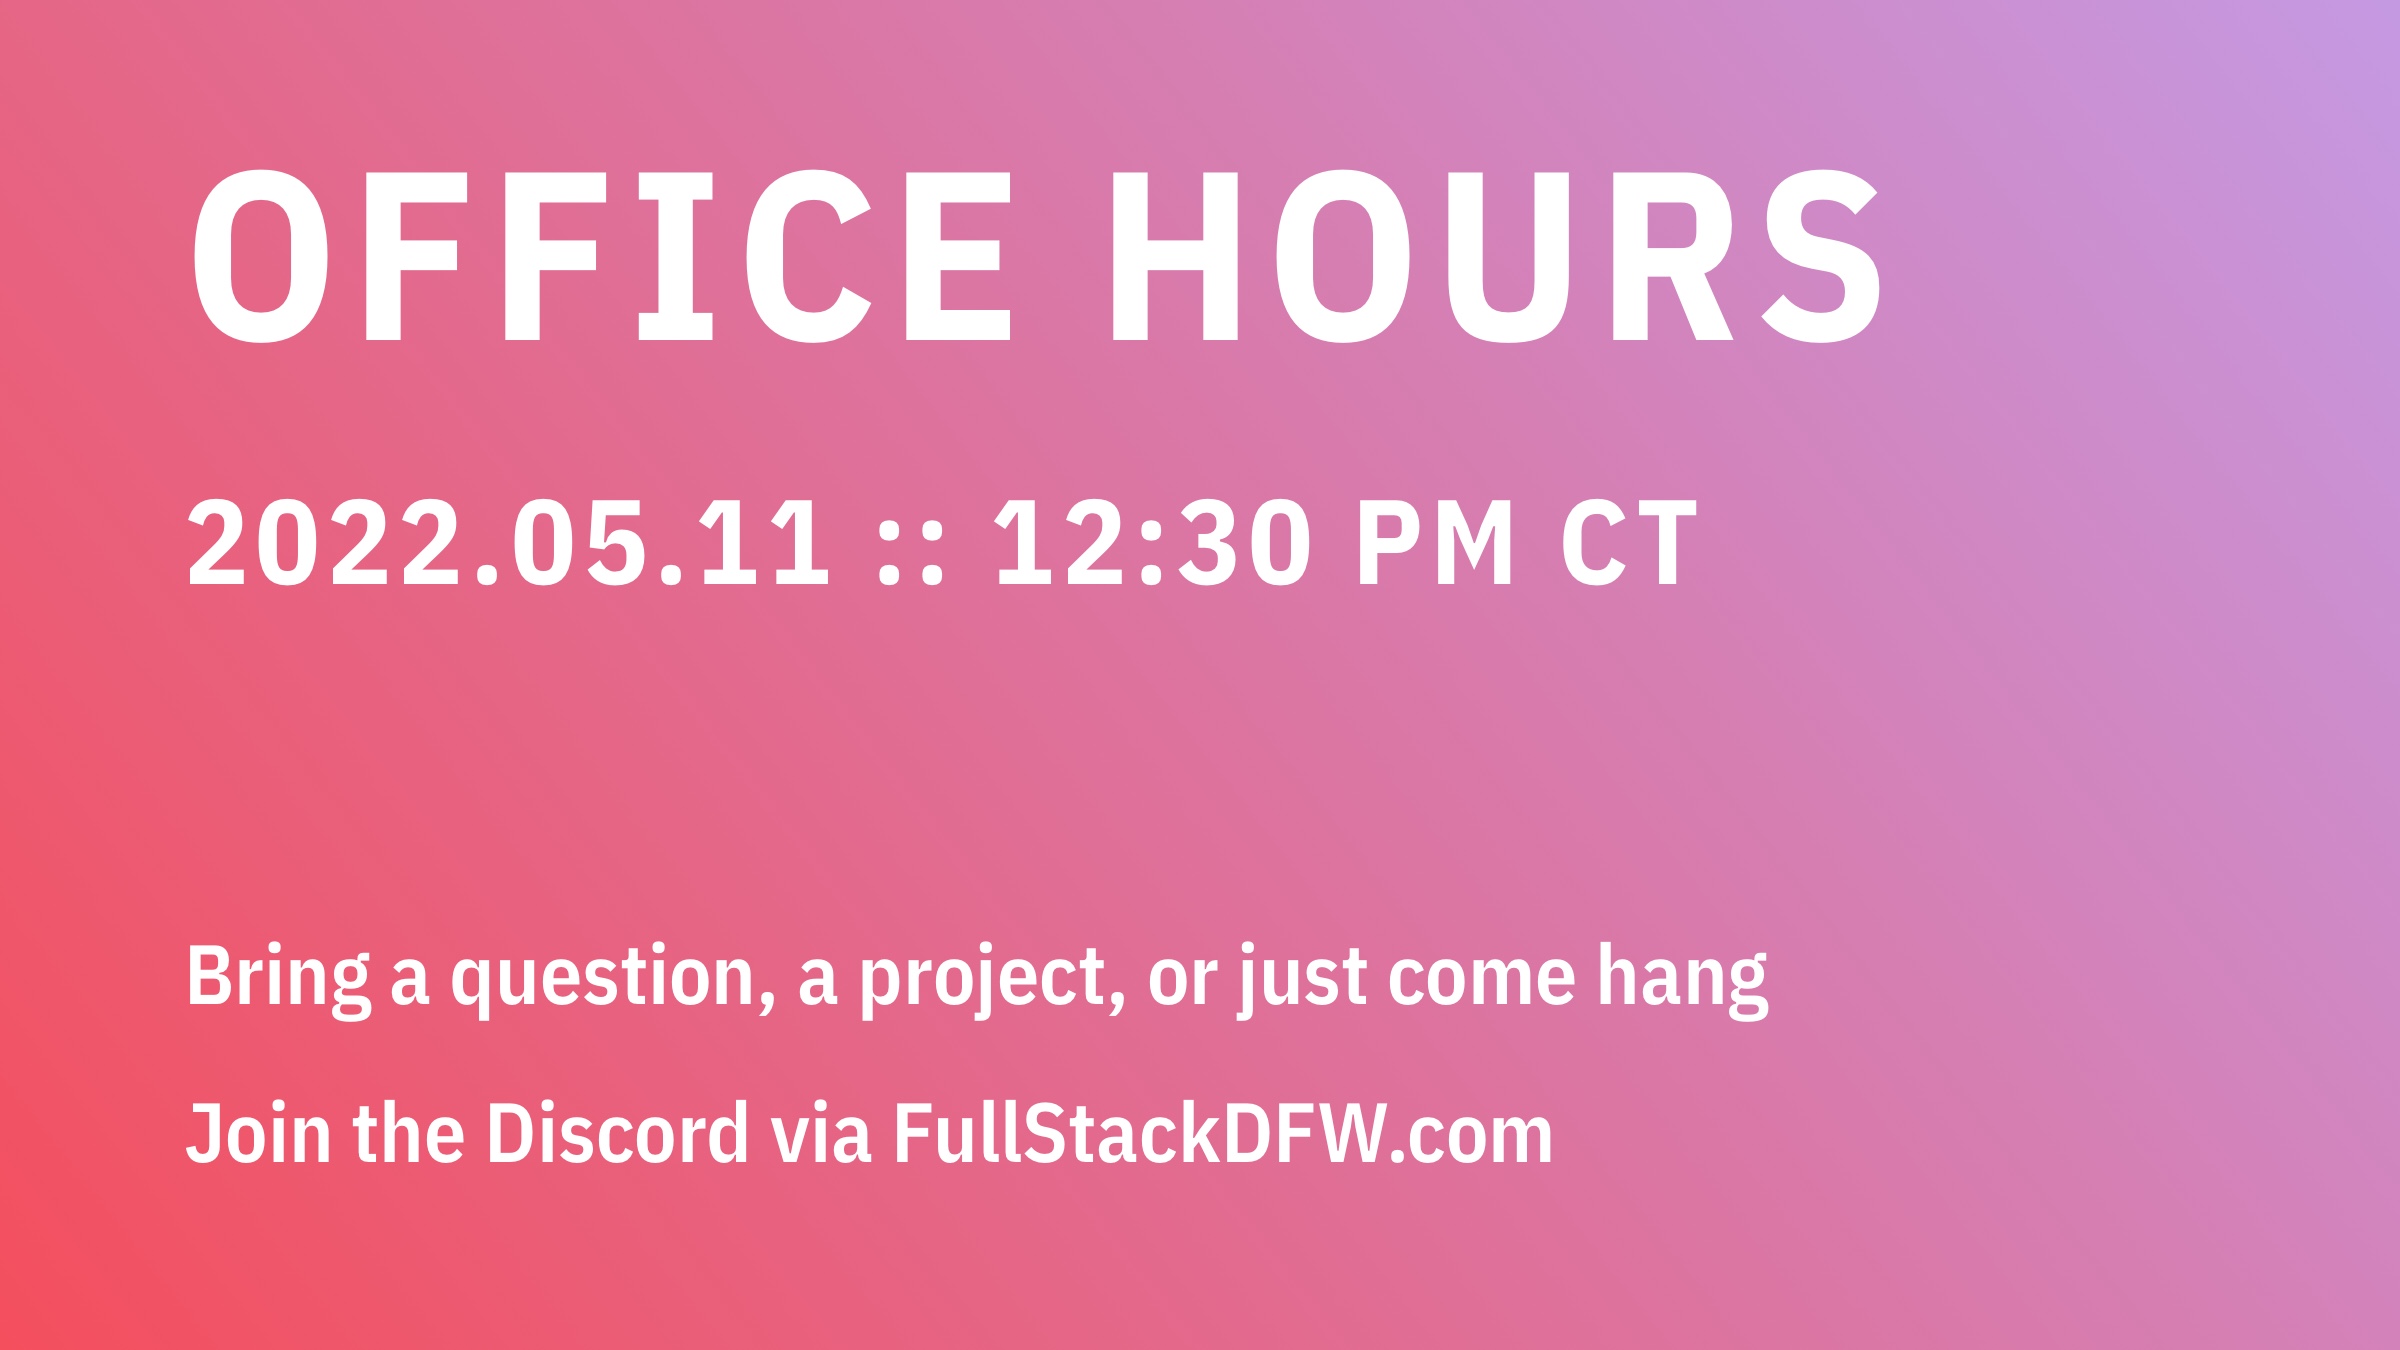 OFFICE HOURS
2022.05.11 :: 12:30 PM CT
Bring a question, a project, or just come hang
Join the Discord via FullStackDFW.com